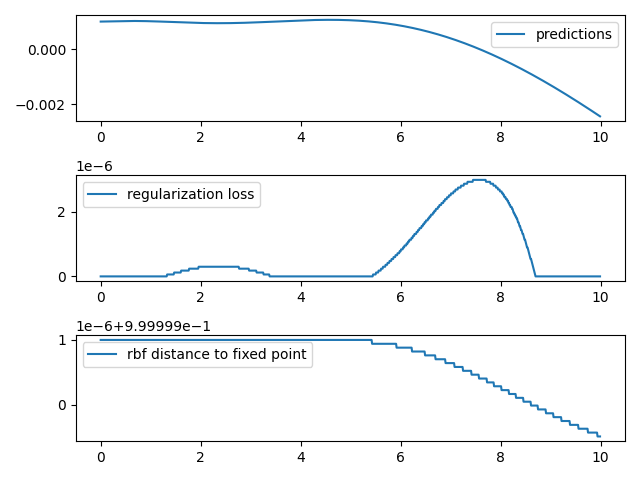 0.000
−0.002
predictions
0 2 4 6 8 10
1e−6
2
0
regularization loss
0 2 4 6 8 10
1e−6+9.99999e−1
1
0
rbf distance to fixed point
0 2 4 6 8 10